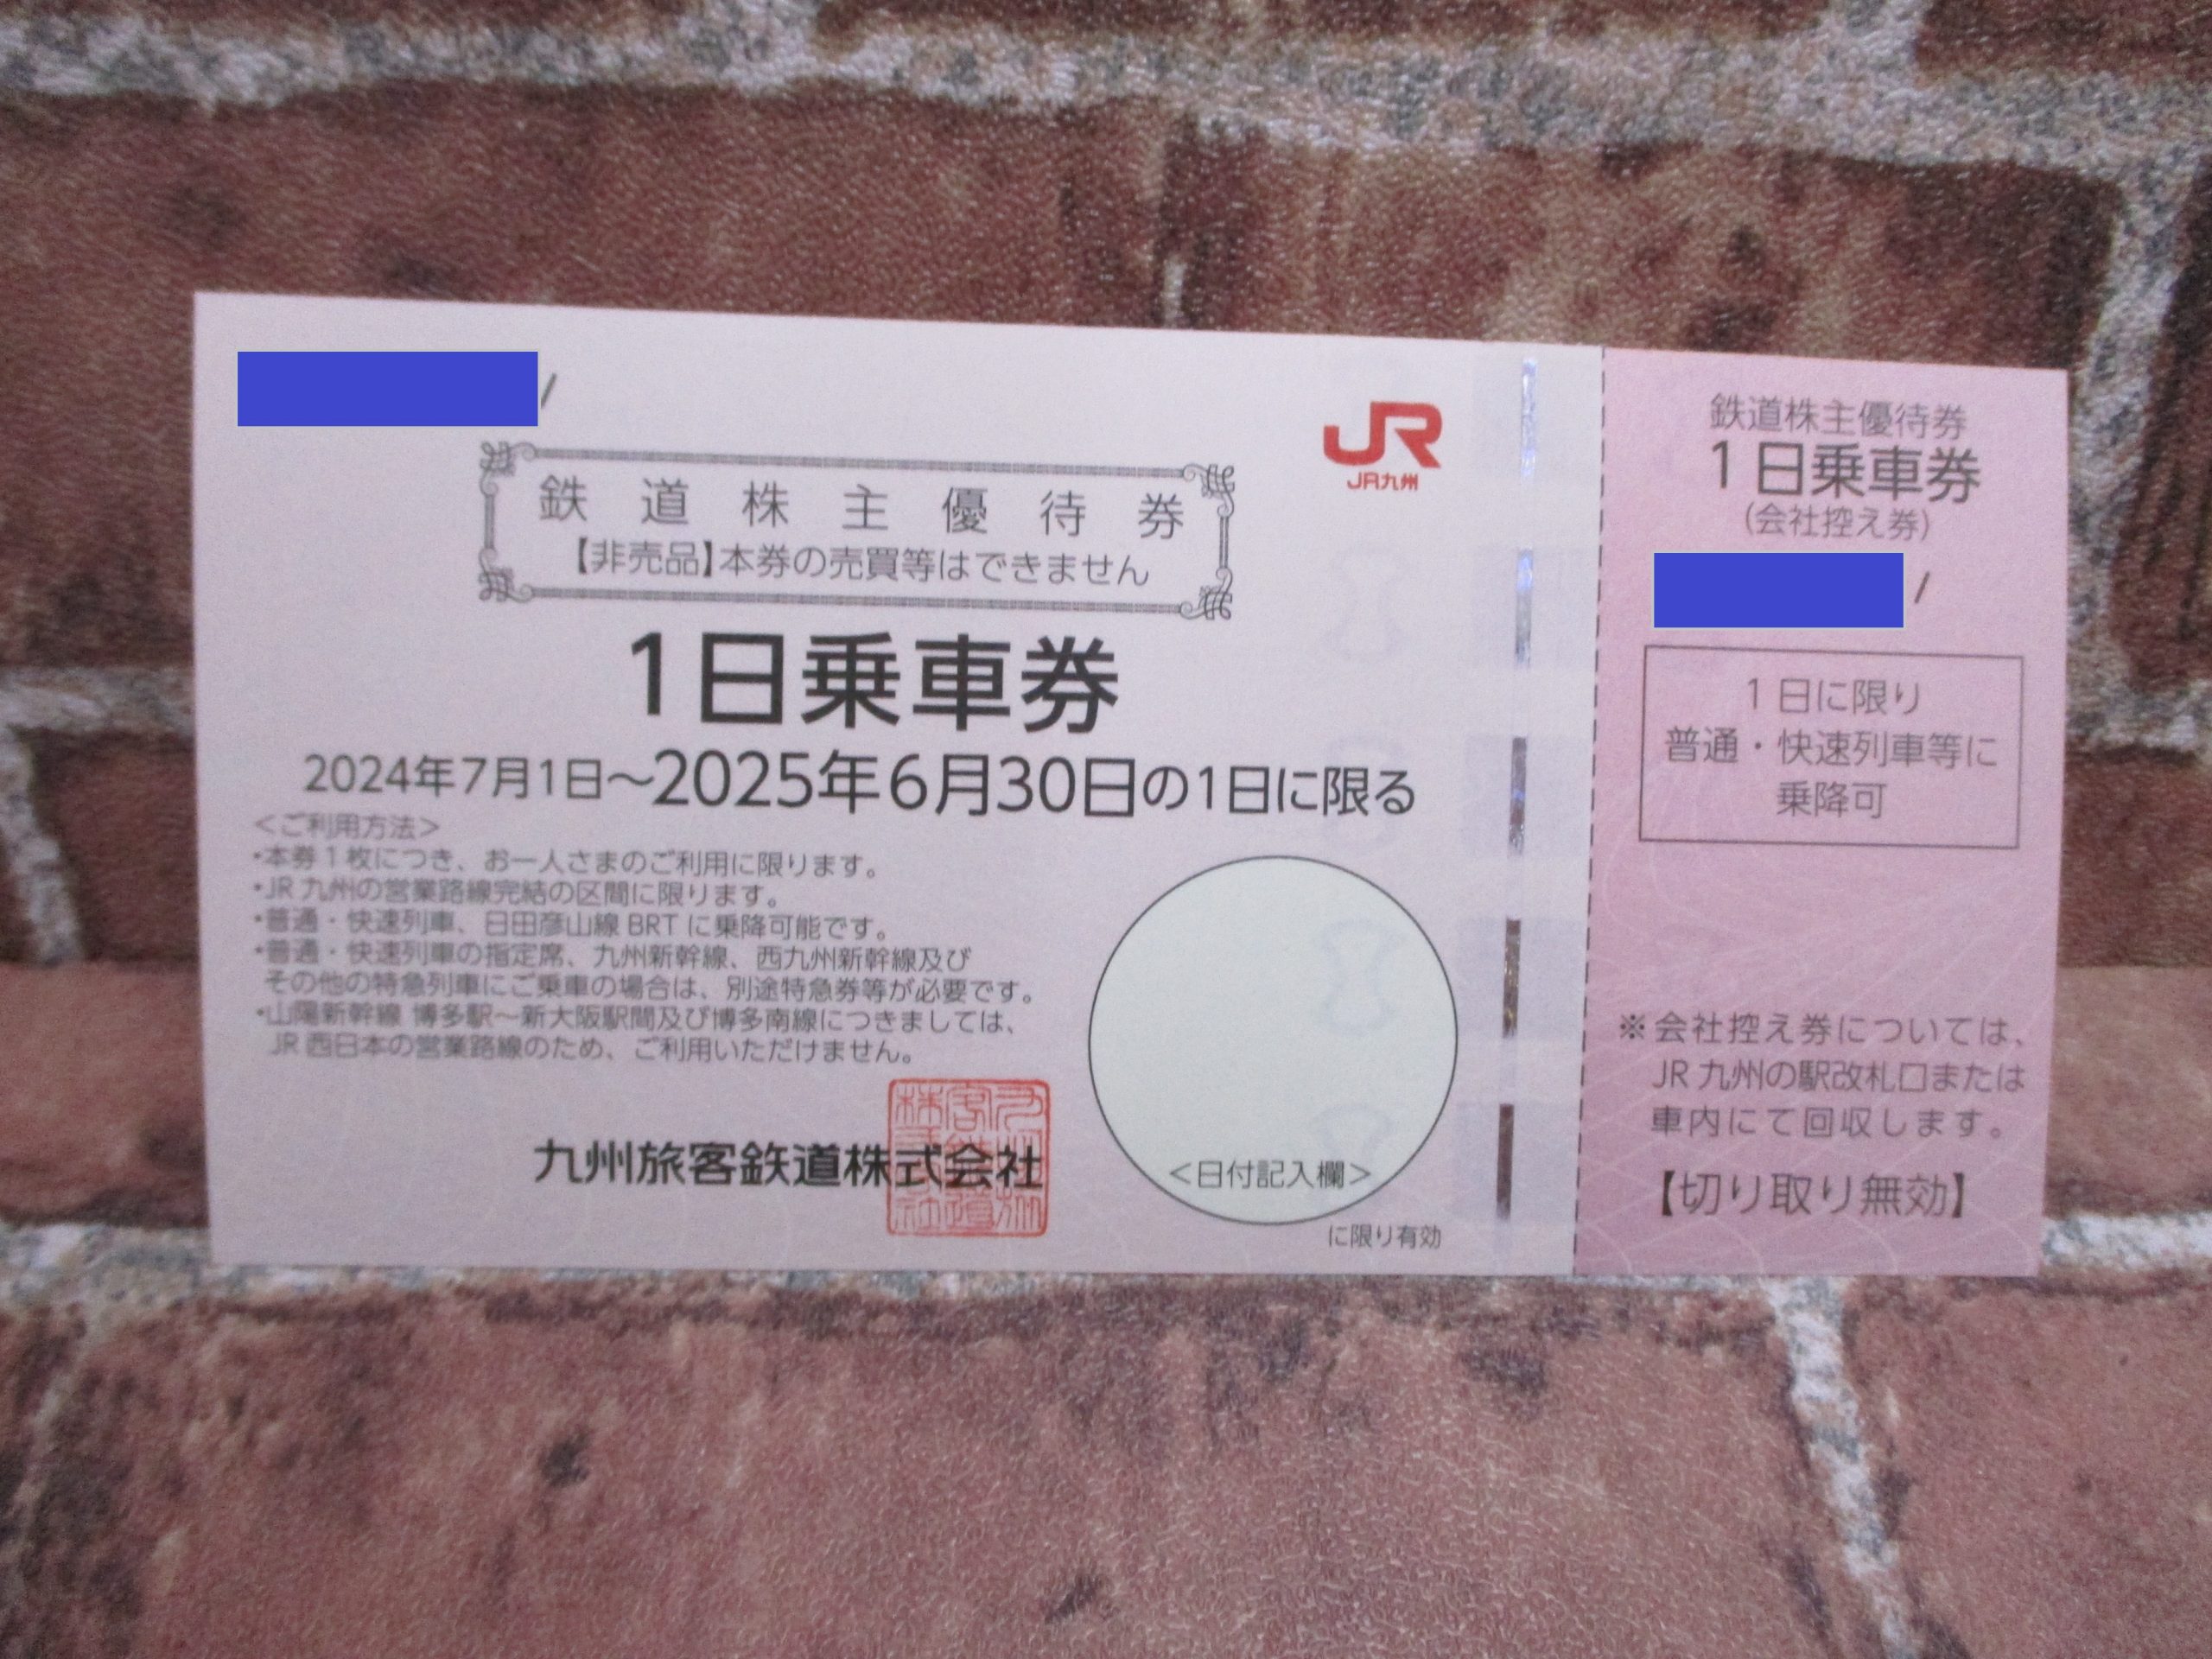 /
JR
JR九州
鉄道株主優待券
【非売品】本券の売買等はできません
1日乗車券
2024年7月1日～2025年6月30日の1日に限る
＜ご利用方法＞
・本券1枚につき、お一人さまのご利用に限ります。
・JR九州の営業路線完結の区間に限ります。
・普通・快速列車、日田彦山線BRTに乗降可能です。
・普通・快速列車の指定席、九州新幹線、西九州新幹線及び
その他の特急列車にご乗車の場合は、別途特急券等が必要です。
・山陽新幹線 博多駅～新大阪駅間及び博多南線につきましては、
JR西日本の営業路線のため、ご利用いただけません。
九州旅客鉄道株式会社
＜日付記入欄＞
に限り有効
鉄道株主優待券
1日乗車券
(会社控え券)
/
1日に限り
普通・快速列車等に
乗降可
※会社控え券については、
JR九州の駅改札口または
車内にて回収します。
【切り取り無効】